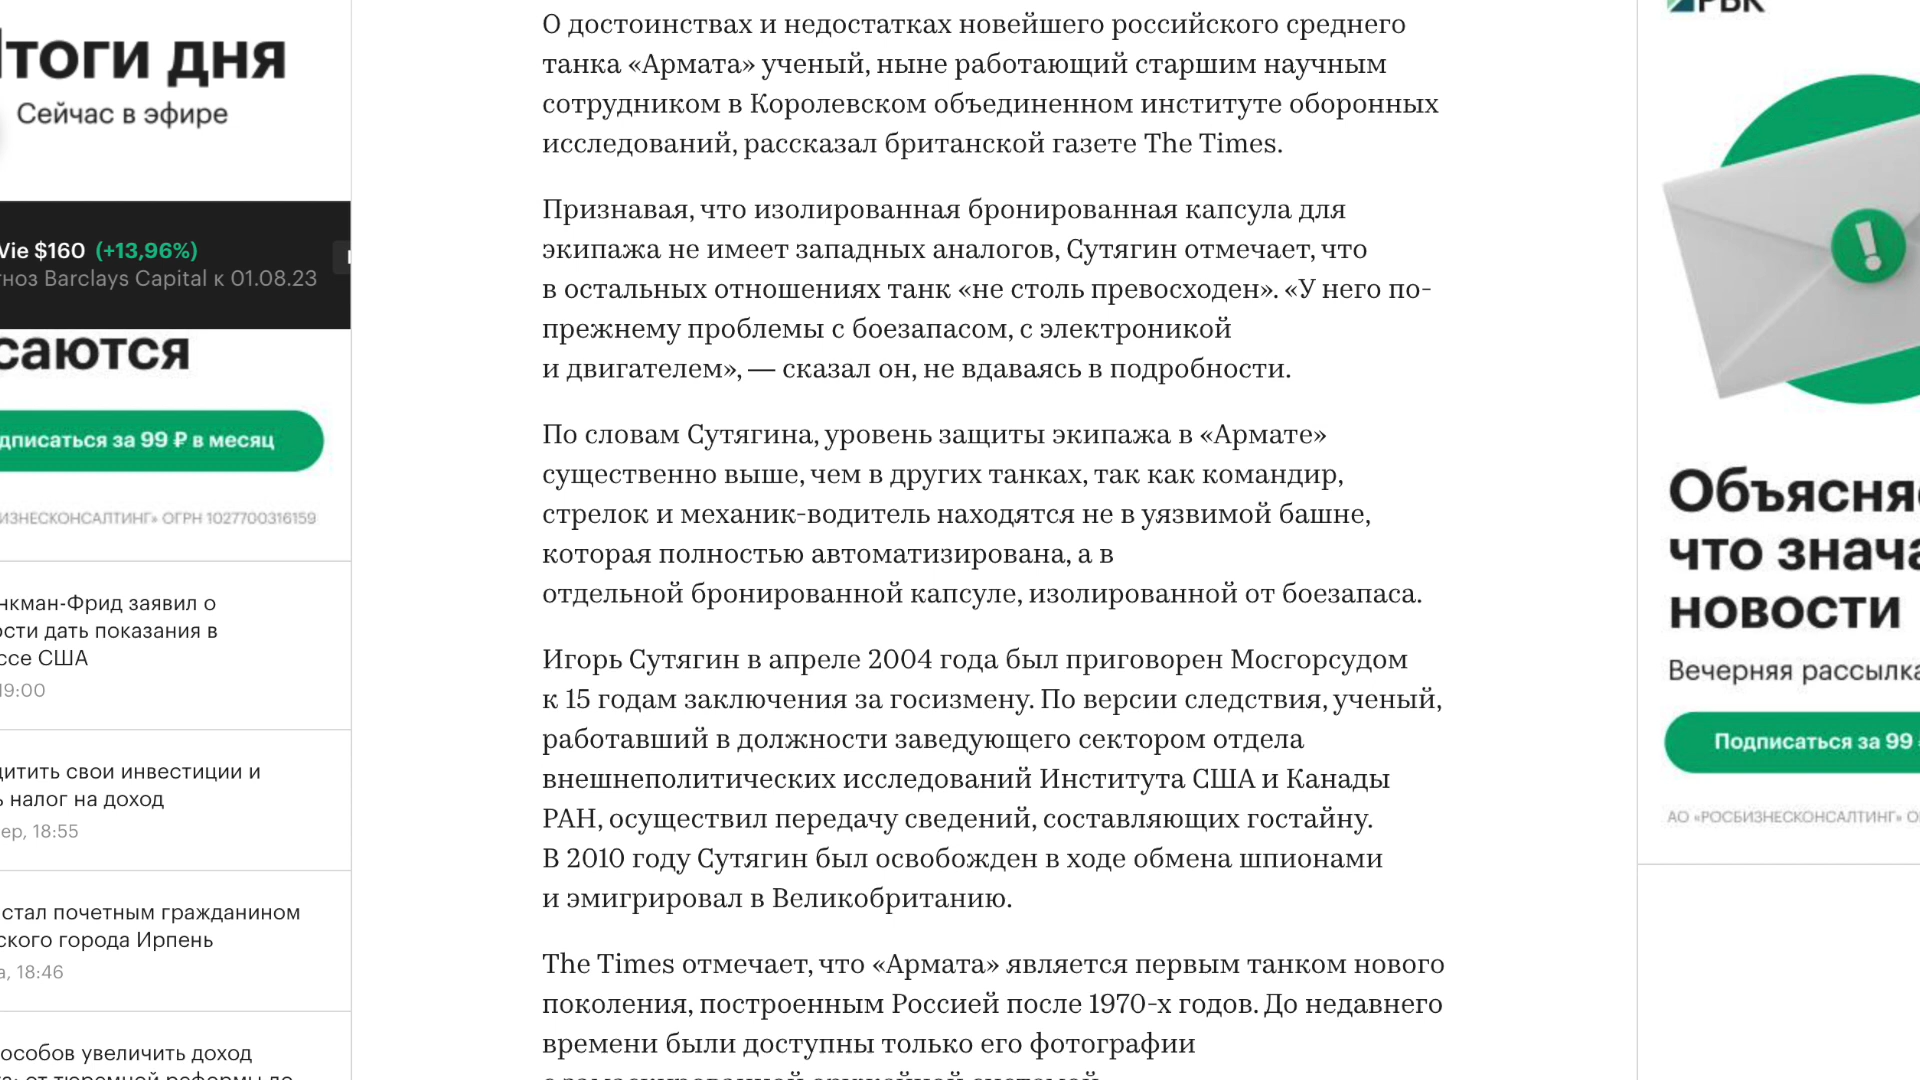 тоги дня
Сейчас в эфире
Vie $160 (+13,96%)
Barclays Capital к 01.08.23
саются
дписаться за 99 ₽ в месяц
ИЗНЕСКОНСАЛТИНГ» ОГРН 1027700316159
нкман-Фрид заявил о
ости дать показания в
ссе США
19:00
итить свои инвестиции и
ь налог на доход
ер, 18:55
стал почетным гражданином
ского города Ирпень
а, 18:46
особов увеличить доход
О достоинствах и недостатках новейшего российского среднего
танка «Армата» ученый, ныне работающий старшим научным
сотрудником в Королевском объединенном институте оборонных
исследований, рассказал британской газете The Times.
Признавая, что изолированная бронированная капсула для
экипажа не имеет западных аналогов, Сутягин отмечает, что
в остальных отношениях танк «не столь превосходен». «У него по-
прежнему проблемы с боезапасом, с электроникой
и двигателем», — сказал он, не вдаваясь в подробности.
По словам Сутягина, уровень защиты экипажа в «Армате»
существенно выше, чем в других танках, так как командир,
стрелок и механик-водитель находятся не в уязвимой башне,
которая полностью автоматизирована, а в
отдельной бронированной капсуле, изолированной от боезапаса.
Игорь Сутягин в апреле 2004 года был приговорен Мосгорсудом
к 15 годам заключения за госизмену. По версии следствия, ученый,
работавший в должности заведующего сектором отдела
внешнеполитических исследований Института США и Канады
РАН, осуществил передачу сведений, составляющих гостайну.
В 2010 году Сутягин был освобожден в ходе обмена шпионами
и эмигрировал в Великобританию.
The Times отмечает, что «Армата» является первым танком нового
поколения, построенным Россией после 1970-х годов. До недавнего
времени были доступны только его фотографии
РБК
Объясня
что знача
новости
Вечерняя рассылка
Подписаться за 99
АО «РОСБИЗНЕСКОНСАЛТИНГ»